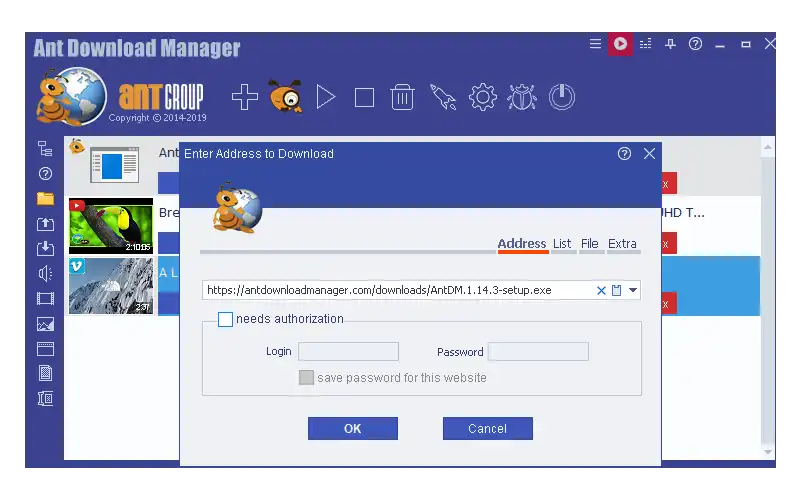 Ant Download Manager
ANT GROUP
Copyright © 2014-2019
Ant
Enter Address to Download
x
Bre
UHD T...
2:10:05
x
Address List File Extra
A L
https://antdownloadmanager.com/downloads/AntDM.1.14.3-setup.exe
2:37
x
needs authorization
Login
Password
save password for this website
OK
Cancel